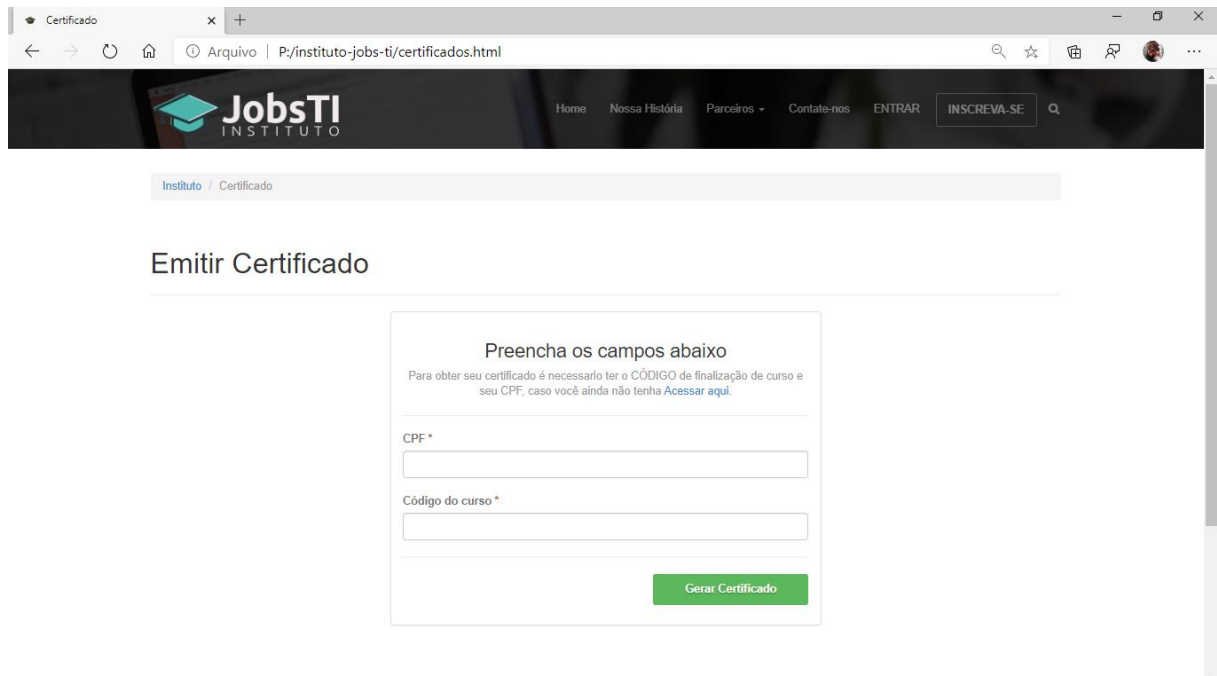 Certificado
Arquivo | P:/instituto-jobs-ti/certificados.html
JobsTI
INSTITUTO
Home Nossa História Parceiros Contate-nos ENTRAR INSCREVA-SE
Instituto / Certificado
Emitir Certificado
Preencha os campos abaixo
Para obter seu certificado é necessario ter o CÓDIGO de finalização de curso e
seu CPF, caso você ainda não tenha Acessar aqui.
CPF *
Código do curso *
Gerar Certificado